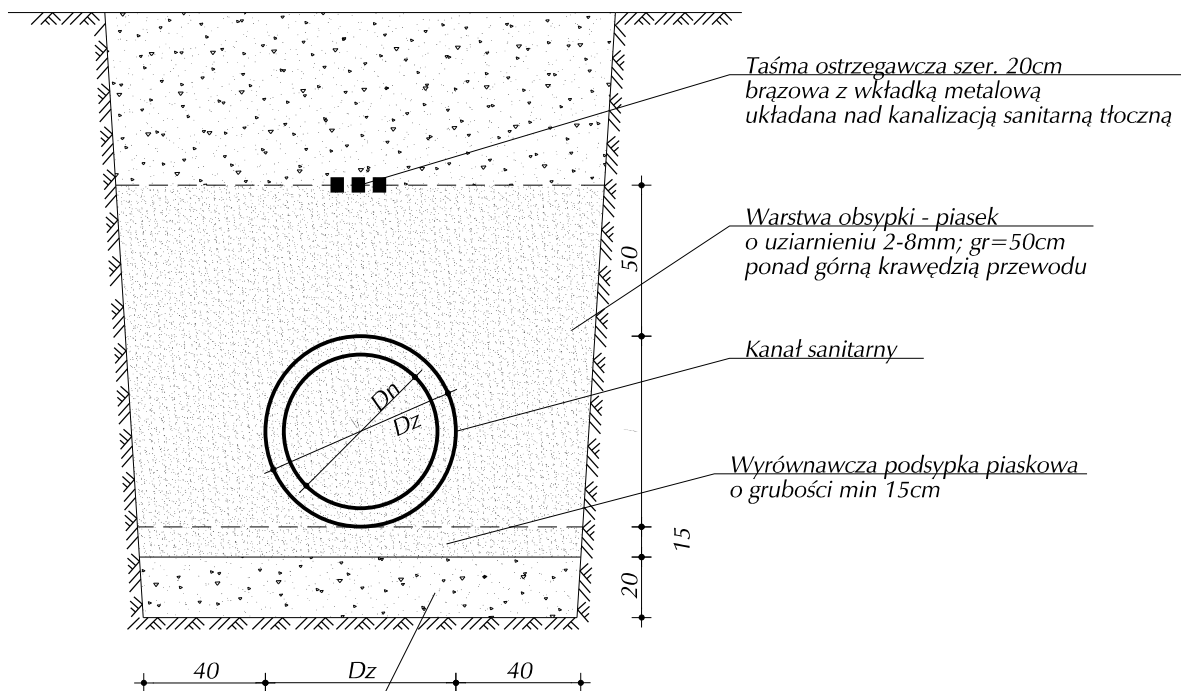 Taśma ostrzegawcza szer. 20cm
brązowa z wkładką metalową
układana nad kanalizacją sanitarną tłoczną
Warstwa obsypki - piasek
o uziarnieniu 2-8mm; gr=50cm
ponad górną krawędzią przewodu
50
Kanał sanitarny
Dn
Dz
Wyrównawcza podsypka piaskowa
o grubości min 15cm
15
20
40
Dz
40